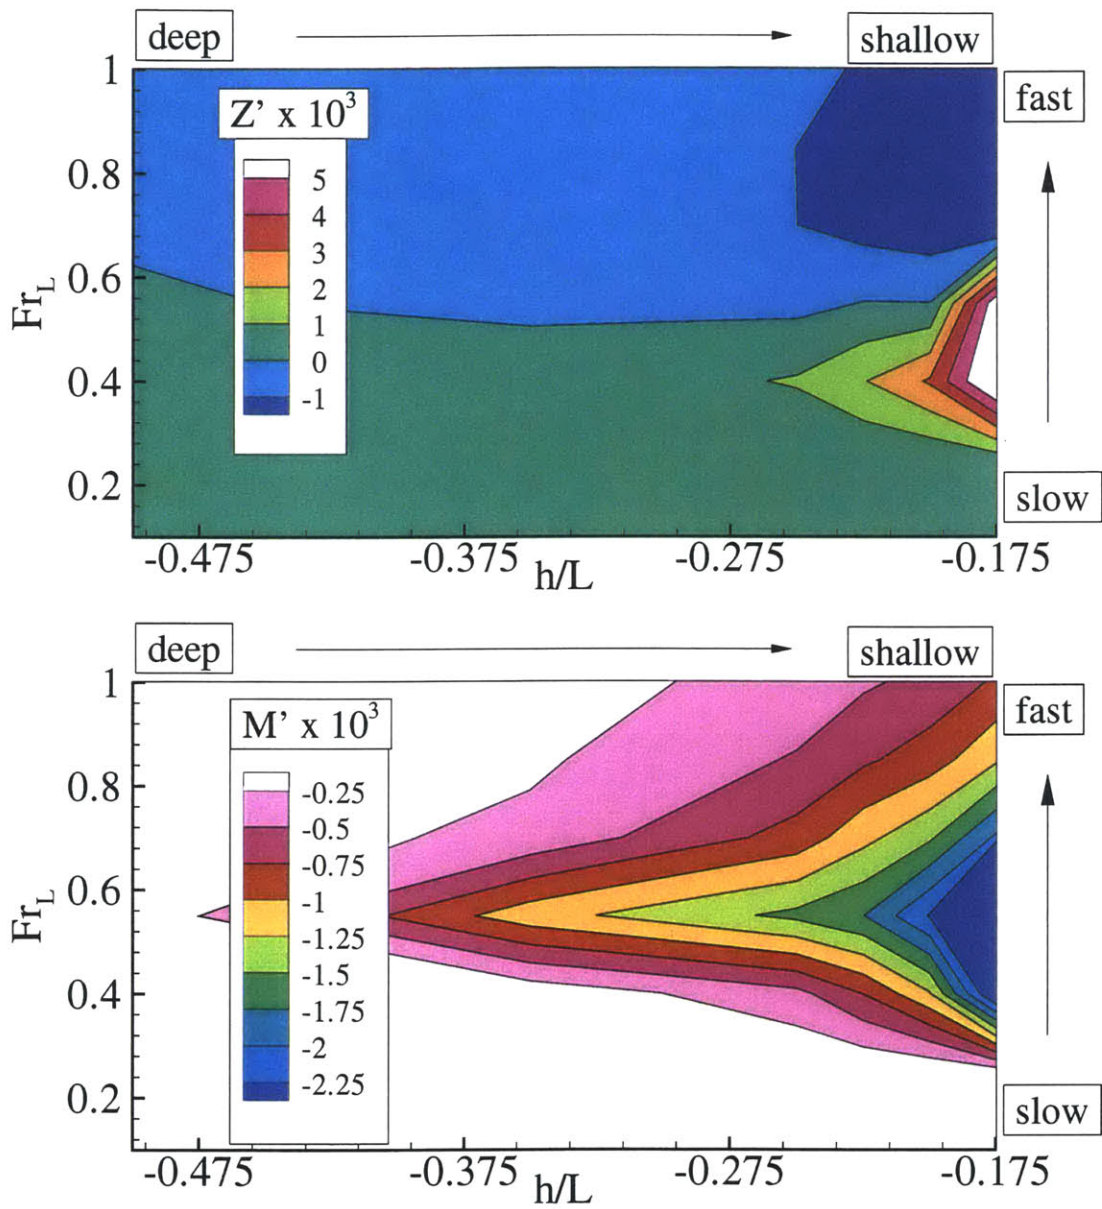 deep
shallow
1
fast
Z' x 10³
5
0.8
4
3
0.6
2
Fr_L
1
0
0.4
-1
0.2
slow
-0.475
-0.375
-0.275
-0.175
h/L
deep
shallow
1
fast
M' x 10³
-0.25
0.8
-0.5
-0.75
0.6
-1
Fr_L
-1.25
-1.5
0.4
-1.75
-2
-2.25
0.2
slow
-0.475
-0.375
-0.275
-0.175
h/L